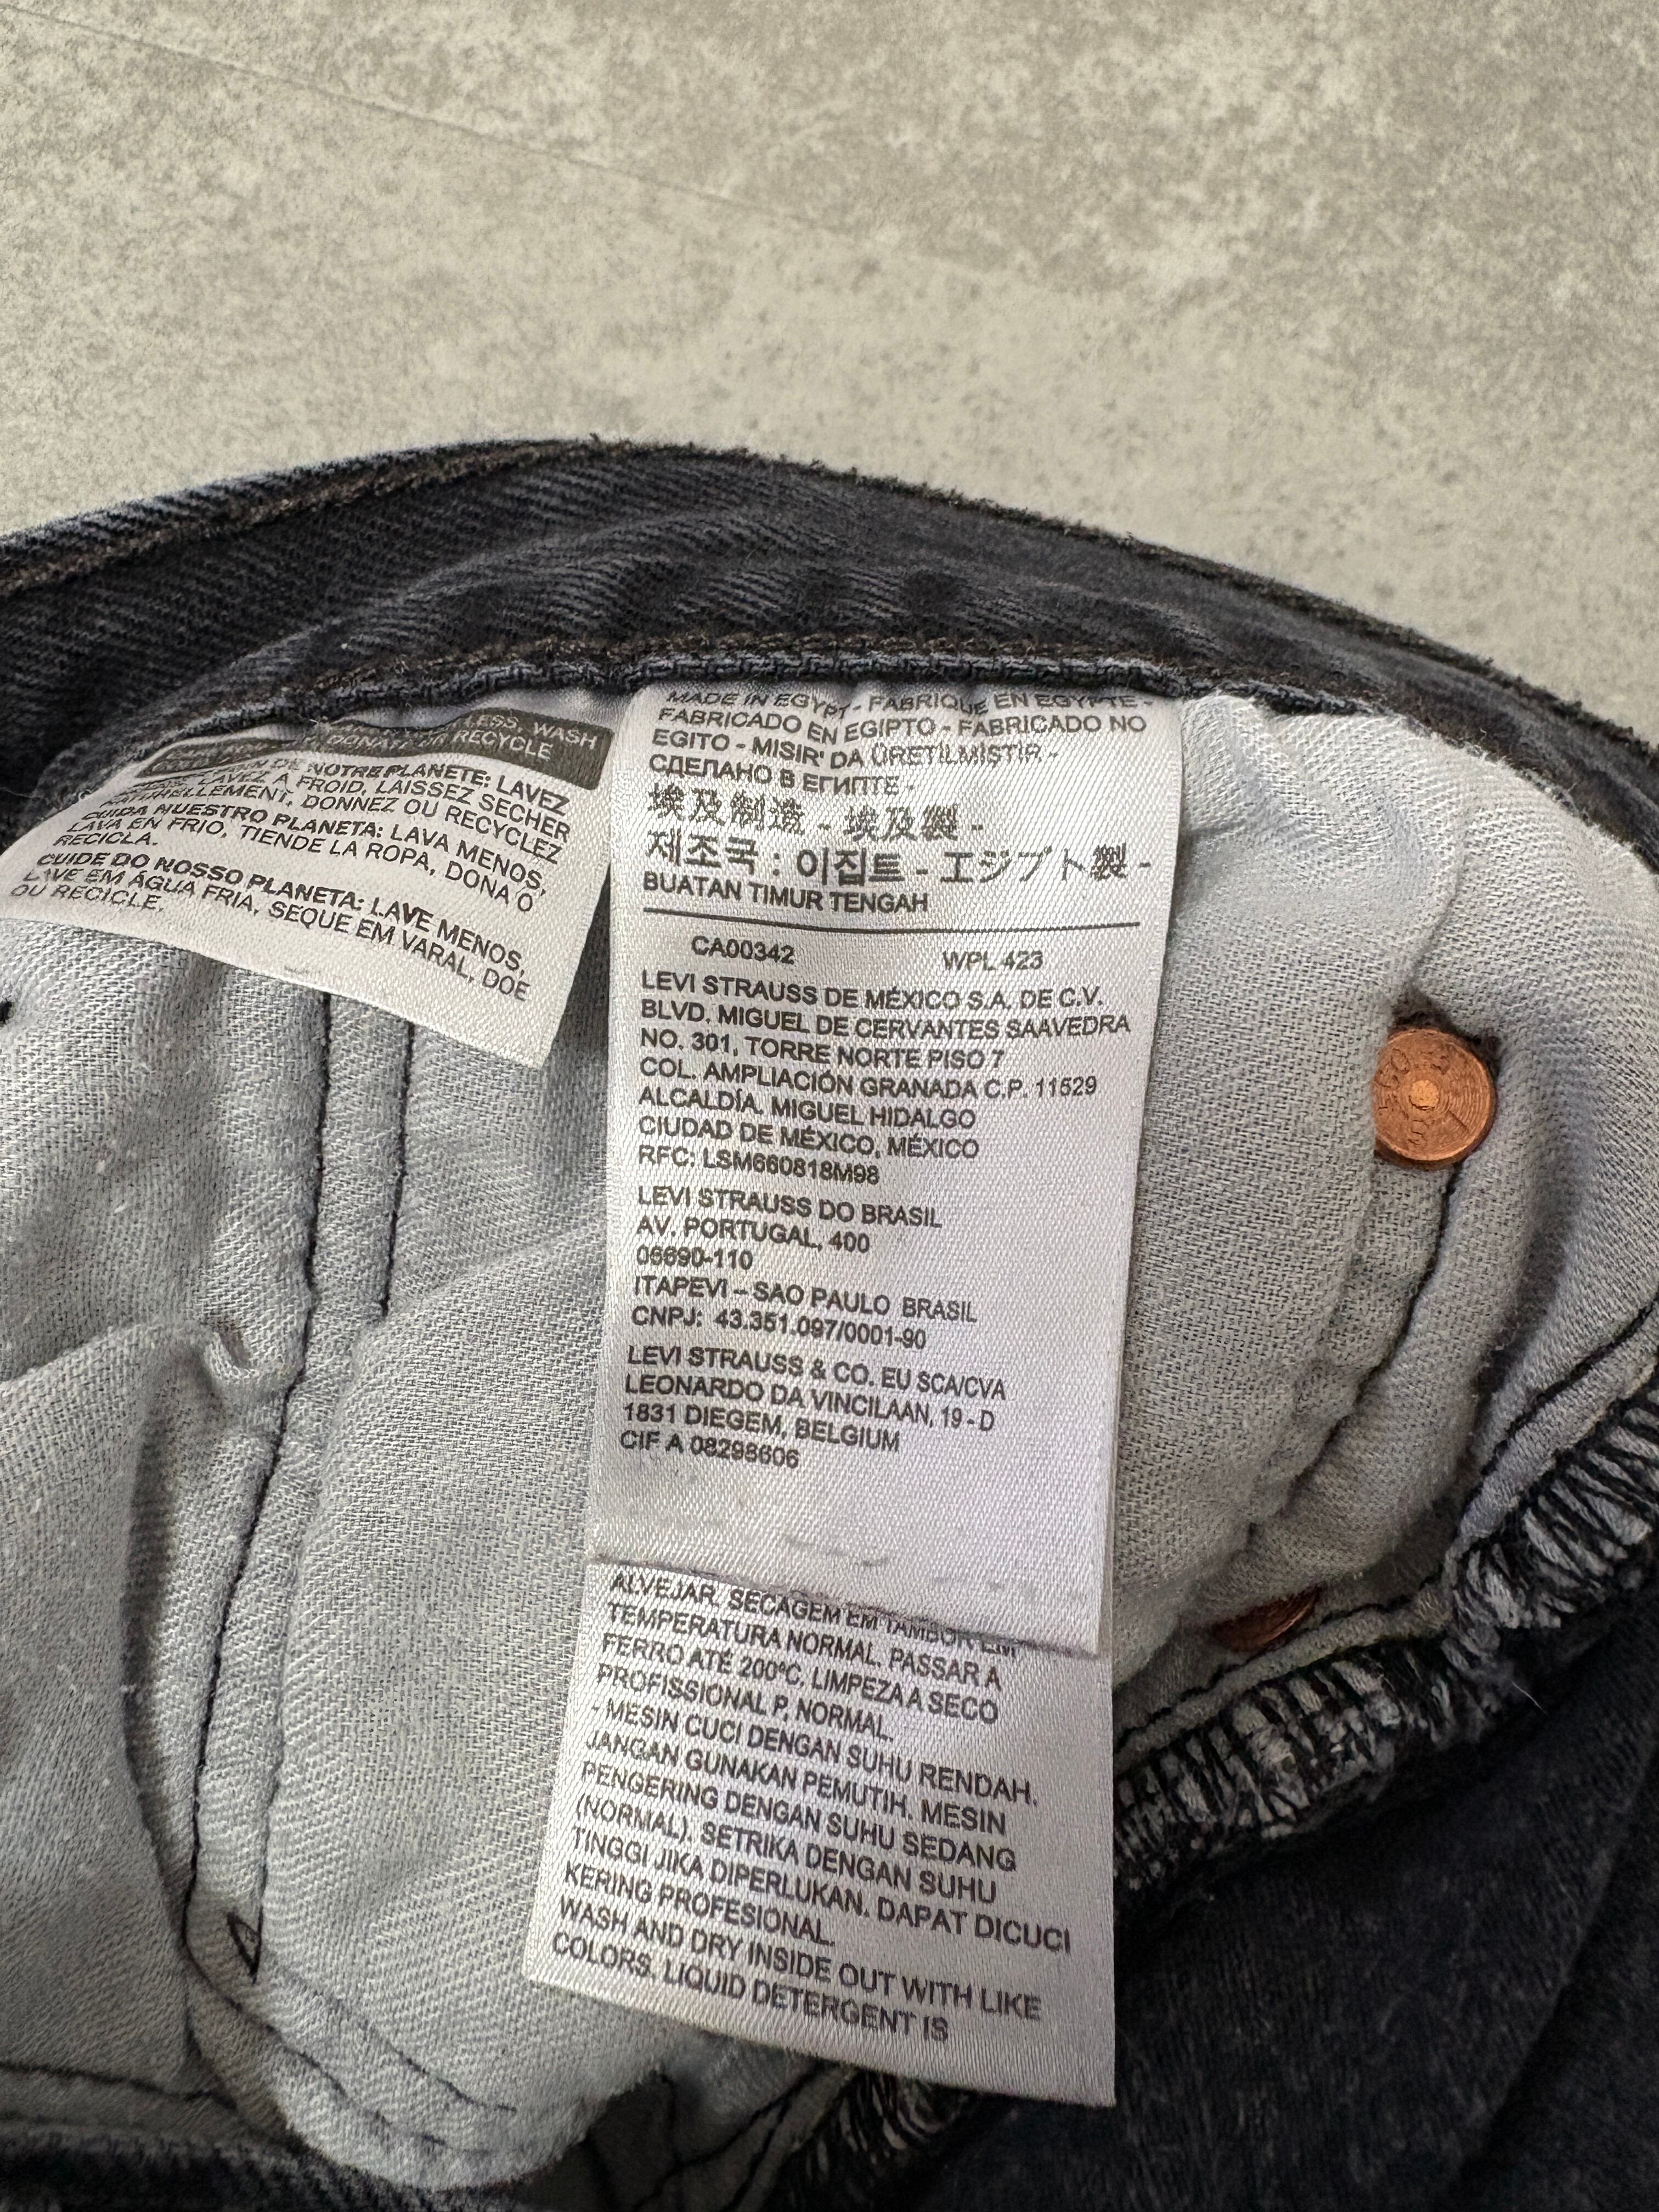 LESS, WASH
DONATE OR RECYCLE
DE NOTRE PLANETE: LAVEZ
LAVEZ A FROID, LAISSEZ SECHER
NATURELLEMENT, DONNEZ OU RECYCLEZ
CUIDA NUESTRO PLANETA: LAVA MENOS,
LAVA EN FRIO, TIENDE LA ROPA, DONA O
RECICLA.
CUIDE DO NOSSO PLANETA: LAVE MENOS,
LAVE EM ÁGUA FRIA, SEQUE EM VARAL, DOE
OU RECICLE.
MADE IN EGYPT - FABRIQUE EN EGYPTE -
FABRICADO EN EGIPTO - FABRICADO NO
EGITO - MISIR' DA ÜRETILMIŞTIR -
СДЕЛАНО В ЕГИПТЕ -
埃及制造 - 埃及製 -
제조국 : 이집트 - エジプト製 -
BUATAN TIMUR TENGAH
CA00342 WPL 423
LEVI STRAUSS DE MÉXICO S.A. DE C.V.
BLVD. MIGUEL DE CERVANTES SAAVEDRA
NO. 301, TORRE NORTE PISO 7
COL. AMPLIACIÓN GRANADA C.P. 11529
ALCALDÍA. MIGUEL HIDALGO
CIUDAD DE MÉXICO, MÉXICO
RFC: LSM660818M98
LEVI STRAUSS DO BRASIL
AV. PORTUGAL, 400
06690-110
ITAPEVI – SAO PAULO BRASIL
CNPJ: 43.351.097/0001-90
LEVI STRAUSS & CO. EU SCA/CVA
LEONARDO DA VINCILAAN, 19 - D
1831 DIEGEM, BELGIUM
CIF A 08298606
ALVEJAR. SECAGEM EM TAMBOR EM
TEMPERATURA NORMAL. PASSAR A
FERRO ATÉ 200°C. LIMPEZA A SECO
PROFISSIONAL P, NORMAL.
- MESIN CUCI DENGAN SUHU RENDAH.
JANGAN GUNAKAN PEMUTIH. MESIN
PENGERING DENGAN SUHU SEDANG
(NORMAL). SETRIKA DENGAN SUHU
TINGGI JIKA DIPERLUKAN. DAPAT DICUCI
KERING PROFESIONAL.
WASH AND DRY INSIDE OUT WITH LIKE
COLORS. LIQUID DETERGENT IS